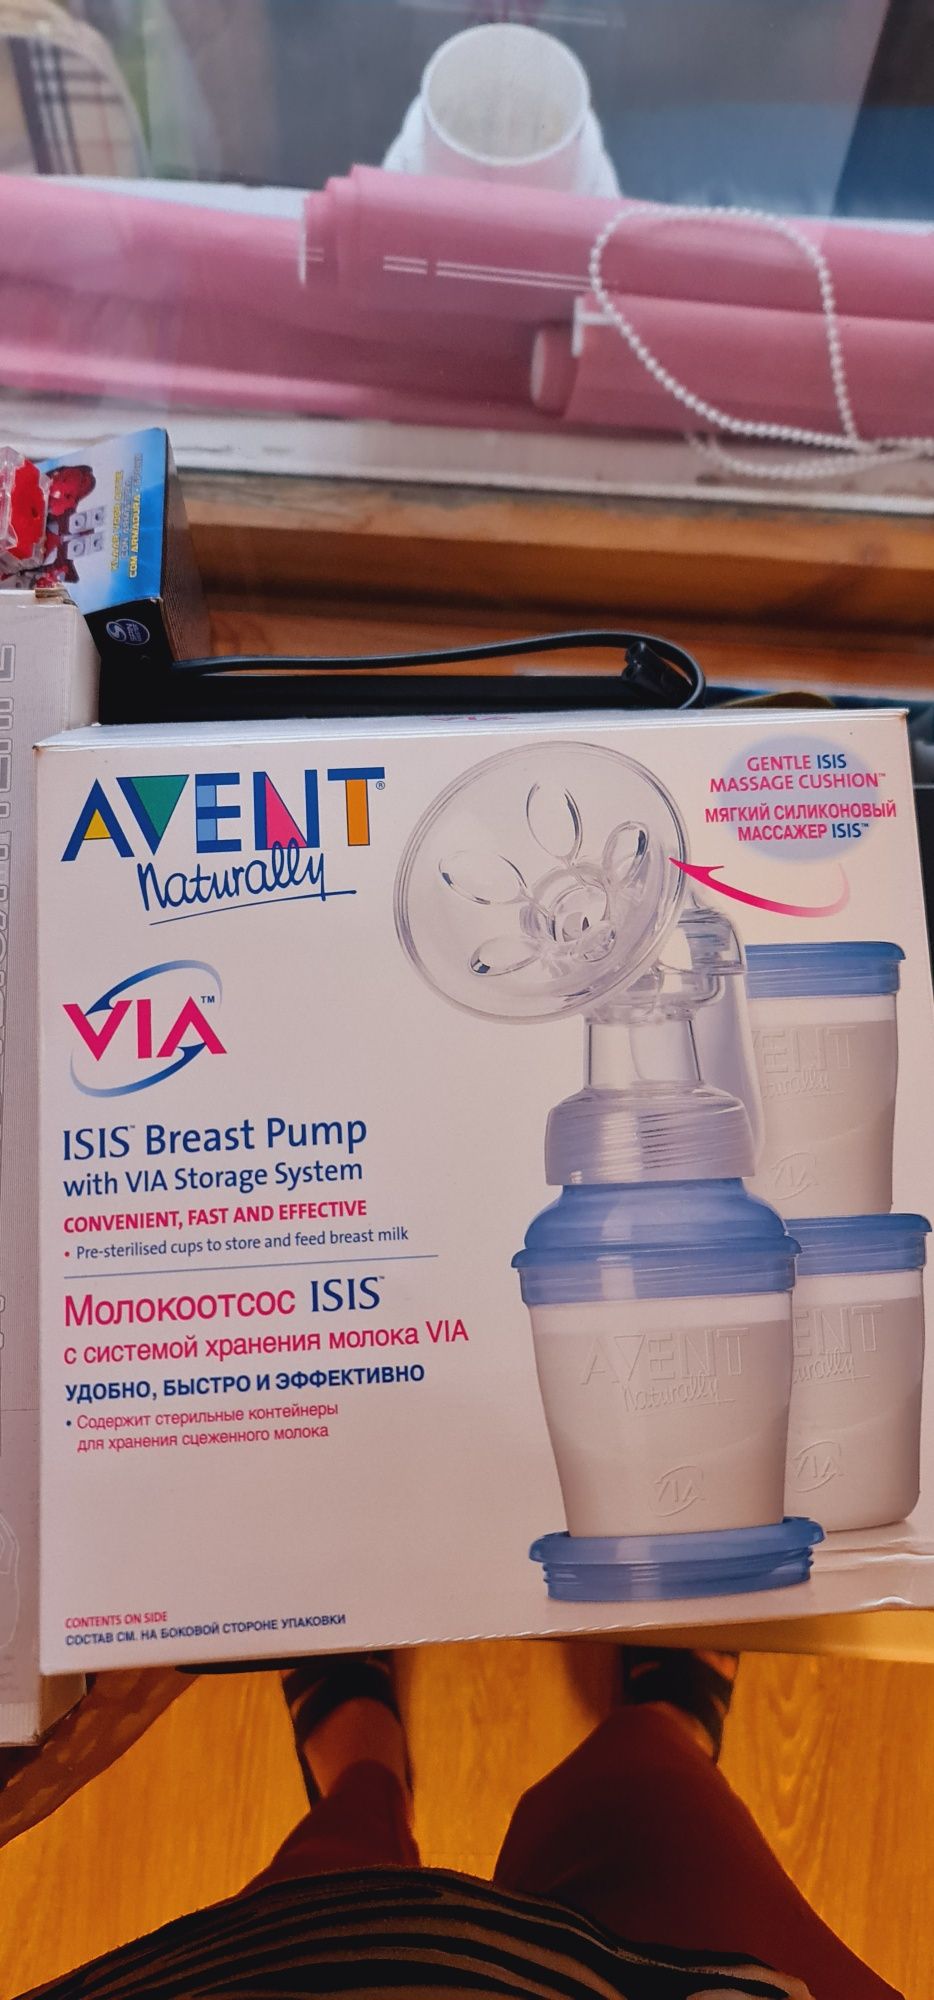 COM ARMADURA
AVENT®
Naturally
GENTLE ISIS
MASSAGE CUSHION™
МЯГКИЙ СИЛИКОНОВЫЙ
МАССАЖЕР ISIS™
VIA™
ISIS™ Breast Pump
with VIA Storage System
CONVENIENT, FAST AND EFFECTIVE
• Pre-sterilised cups to store and feed breast milk
Молокоотсос ISIS™
с системой хранения молока VIA
УДОБНО, БЫСТРО И ЭФФЕКТИВНО
• Содержит стерильные контейнеры
для хранения сцеженного молока
AVENT
Naturally
VIA
CONTENTS ON SIDE
СОСТАВ СМ. НА БОКОВОЙ СТОРОНЕ УПАКОВКИ